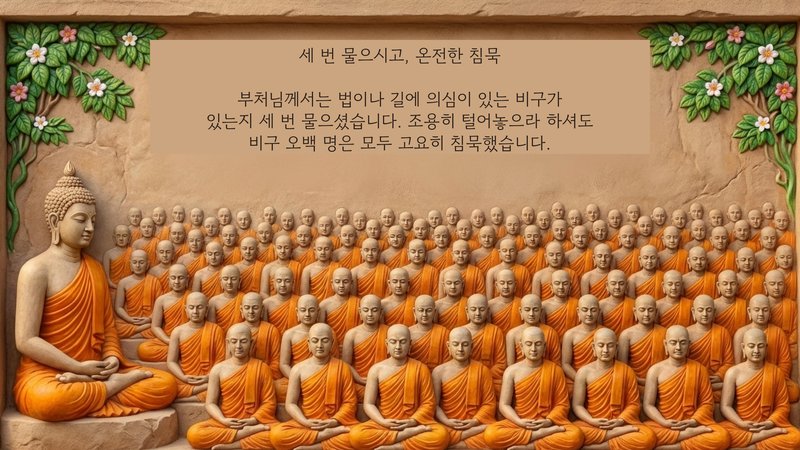 세 번 물으시고, 온전한 침묵
부처님께서는 법이나 길에 의심이 있는 비구가
있는지 세 번 물으셨습니다. 조용히 털어놓으라 하셔도
비구 오백 명은 모두 고요히 침묵했습니다.